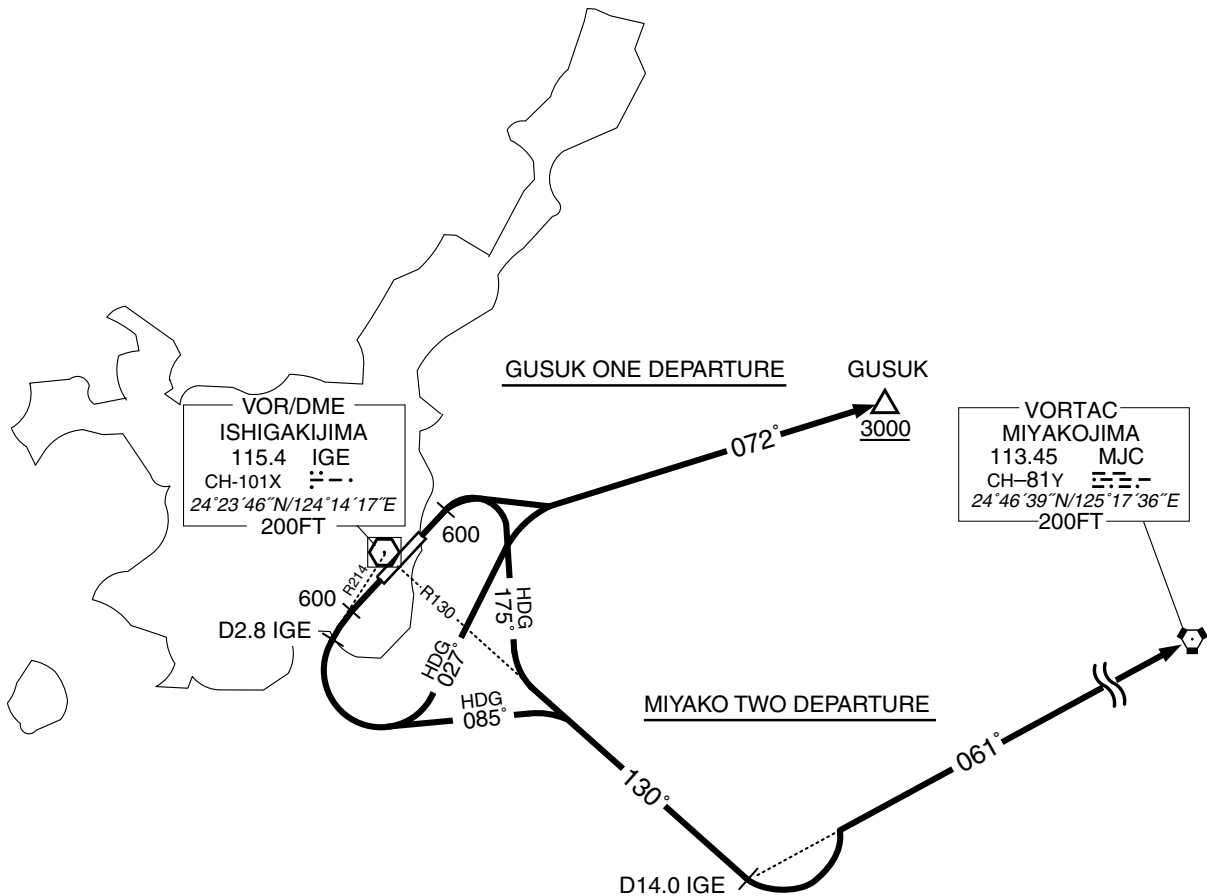 GUSUK ONE DEPARTURE
GUSUK
3000
072°
VOR/DME
ISHIGAKIJIMA
115.4 IGE
CH-101X
24°23´46˝N/124°14´17˝E
200FT
VORTAC
MIYAKOJIMA
113.45 MJC
CH–81Y
24°46´39˝N/125°17´36˝E
200FT
600
R214
R130
600
D2.8 IGE
HDG
175°
HDG
027°
HDG
085°
MIYAKO TWO DEPARTURE
061°
130°
D14.0 IGE